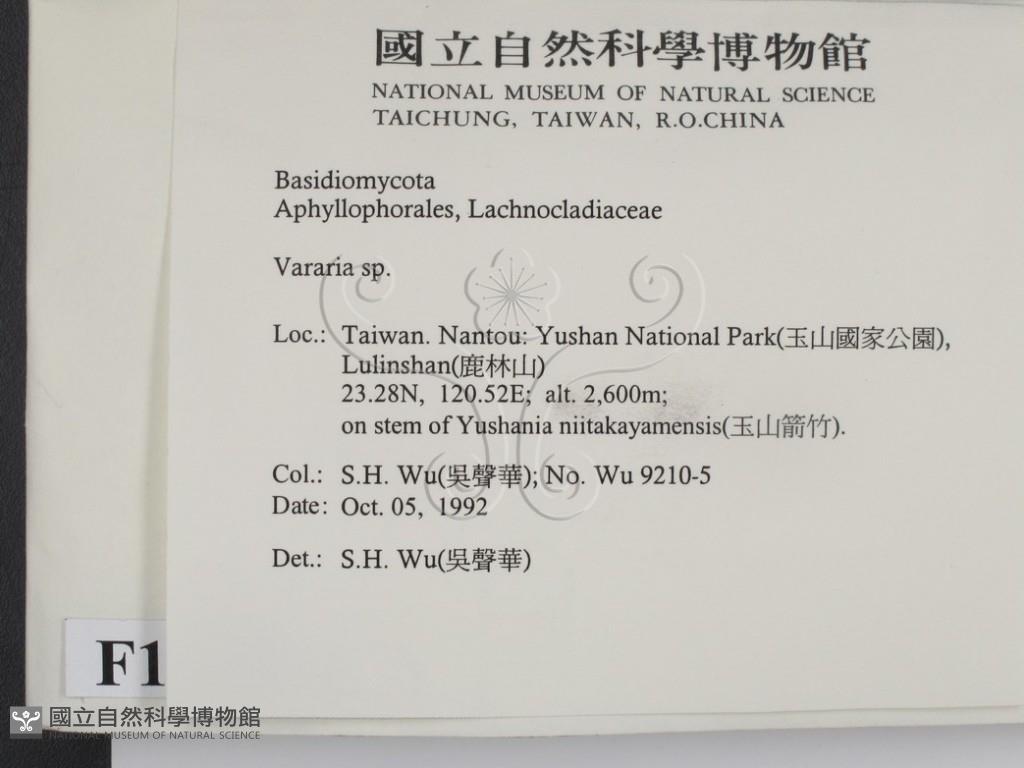 國立自然科學博物館
NATIONAL MUSEUM OF NATURAL SCIENCE
TAICHUNG, TAIWAN, R.O.CHINA
Basidiomycota
Aphyllophorales, Lachnocladiaceae
Vararia sp.
Loc.: Taiwan. Nantou: Yushan National Park(玉山國家公園),
Lulinshan(鹿林山)
23.28N, 120.52E; alt. 2,600m;
on stem of Yushania niitakayamensis(玉山箭竹).
Col.: S.H. Wu(吳聲華); No. Wu 9210-5
Date: Oct. 05, 1992
Det.: S.H. Wu(吳聲華)
F1
國立自然科學博物館
NATIONAL MUSEUM OF NATURAL SCIENCE